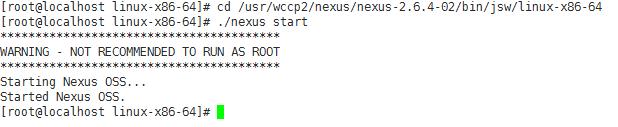 [root@localhost linux-x86-64]# cd /usr/wccp2/nexus/nexus-2.6.4-02/bin/jsw/linux-x86-64
[root@localhost linux-x86-64]# ./nexus start
****************************************
WARNING - NOT RECOMMENDED TO RUN AS ROOT
****************************************
Starting Nexus OSS...
Started Nexus OSS.
[root@localhost linux-x86-64]#